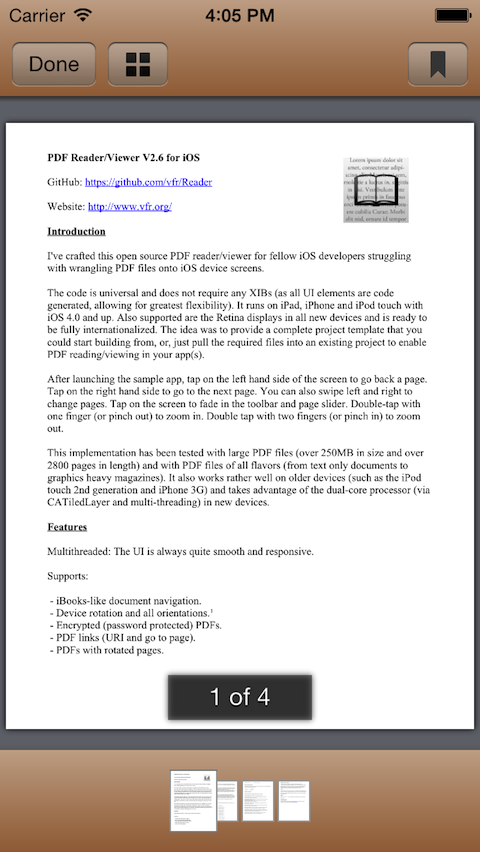 Carrier 4:05 PM
Done
PDF Reader/Viewer V2.6 for iOS
GitHub: https://github.com/vfr/Reader
Website: http://www.vfr.org/
Introduction
I've crafted this open source PDF reader/viewer for fellow iOS developers struggling
with wrangling PDF files onto iOS device screens.
The code is universal and does not require any XIBs (as all UI elements are code
generated, allowing for greatest flexibility). It runs on iPad, iPhone and iPod touch with
iOS 4.0 and up. Also supported are the Retina displays in all new devices and is ready to
be fully internationalized. The idea was to provide a complete project template that you
could start building from, or, just pull the required files into an existing project to enable
PDF reading/viewing in your app(s).
After launching the sample app, tap on the left hand side of the screen to go back a page.
Tap on the right hand side to go to the next page. You can also swipe left and right to
change pages. Tap on the screen to fade in the toolbar and page slider. Double-tap with
one finger (or pinch out) to zoom in. Double tap with two fingers (or pinch in) to zoom
out.
This implementation has been tested with large PDF files (over 250MB in size and over
2800 pages in length) and with PDF files of all flavors (from text only documents to
graphics heavy magazines). It also works rather well on older devices (such as the iPod
touch 2nd generation and iPhone 3G) and takes advantage of the dual-core processor (via
CATiledLayer and multi-threading) in new devices.
Features
Multithreaded: The UI is always quite smooth and responsive.
Supports:
- iBooks-like document navigation.
- Device rotation and all orientations.¹
- Encrypted (password protected) PDFs.
- PDF links (URI and go to page).
- PDFs with rotated pages.
1 of 4